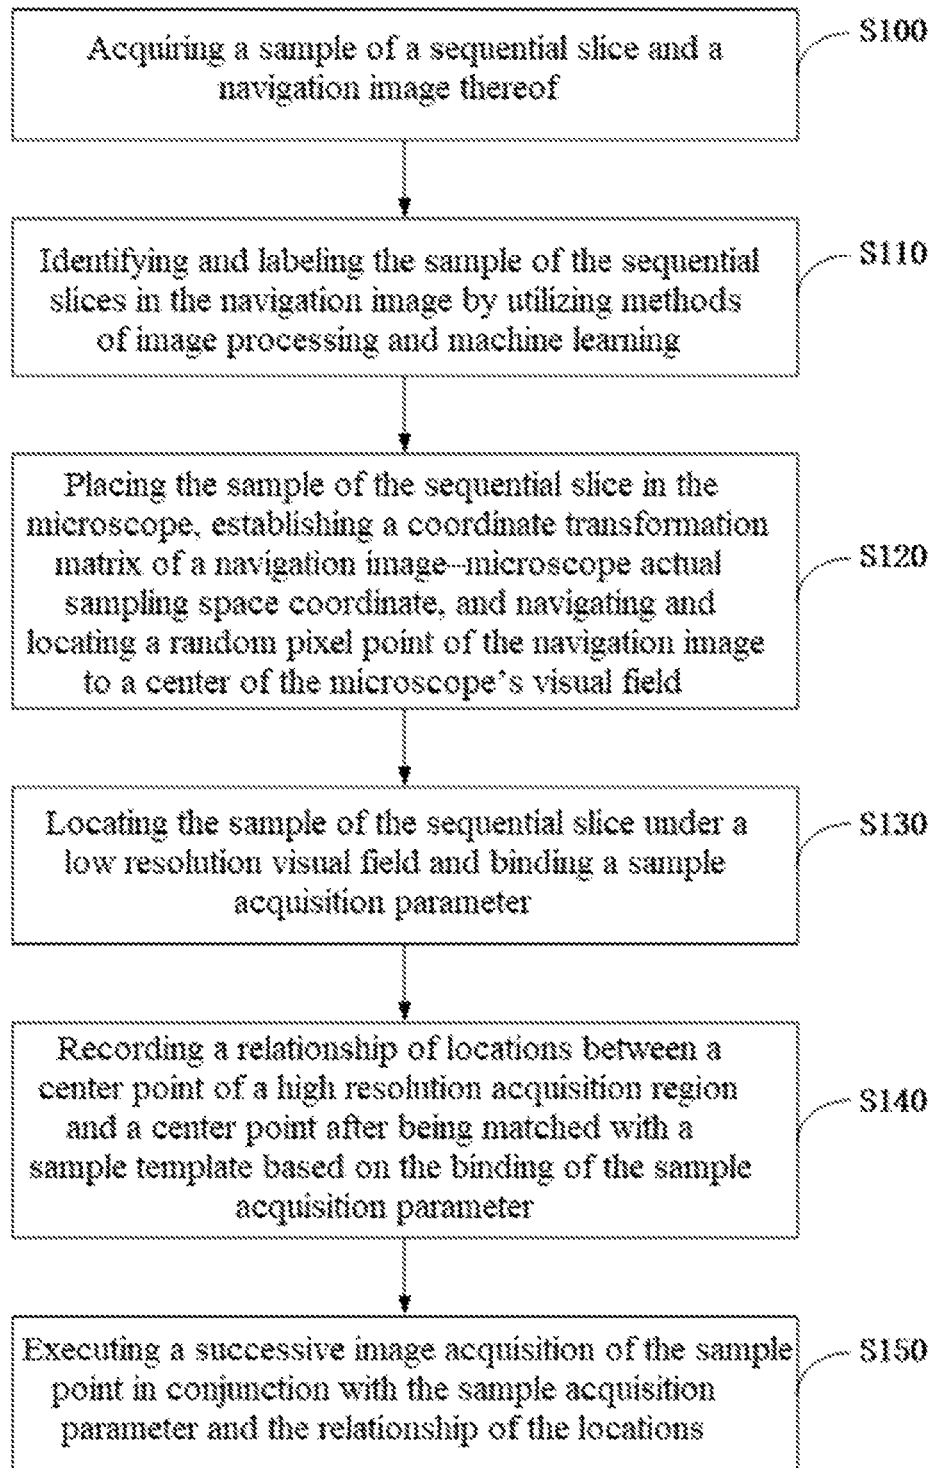 Acquiring a sample of a sequential slice and a
navigation image thereof
S100
Identifying and labeling the sample of the sequential
slices in the navigation image by utilizing methods
of image processing and machine learning
S110
Placing the sample of the sequential slice in the
microscope, establishing a coordinate transformation
matrix of a navigation image--microscope actual
sampling space coordinate, and navigating and
locating a random pixel point of the navigation image
to a center of the microscope's visual field
S120
Locating the sample of the sequential slice under a
low resolution visual field and binding a sample
acquisition parameter
S130
Recording a relationship of locations between a
center point of a high resolution acquisition region
and a center point after being matched with a
sample template based on the binding of the sample
acquisition parameter
S140
Executing a successive image acquisition of the sample
point in conjunction with the sample acquisition
parameter and the relationship of the locations
S150